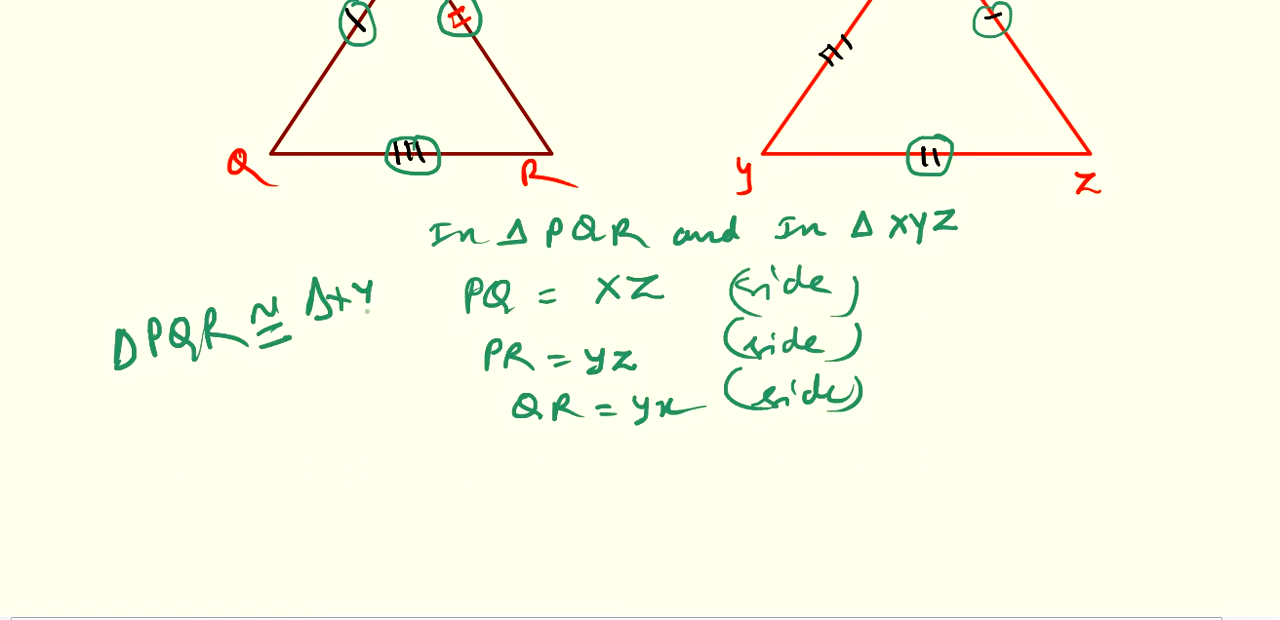 Q R y z
In Δ PQR and In Δ XYZ
PQ = XZ (side)
ΔPQR ≅ Δxy
PR = yz (side)
QR = yx (side)